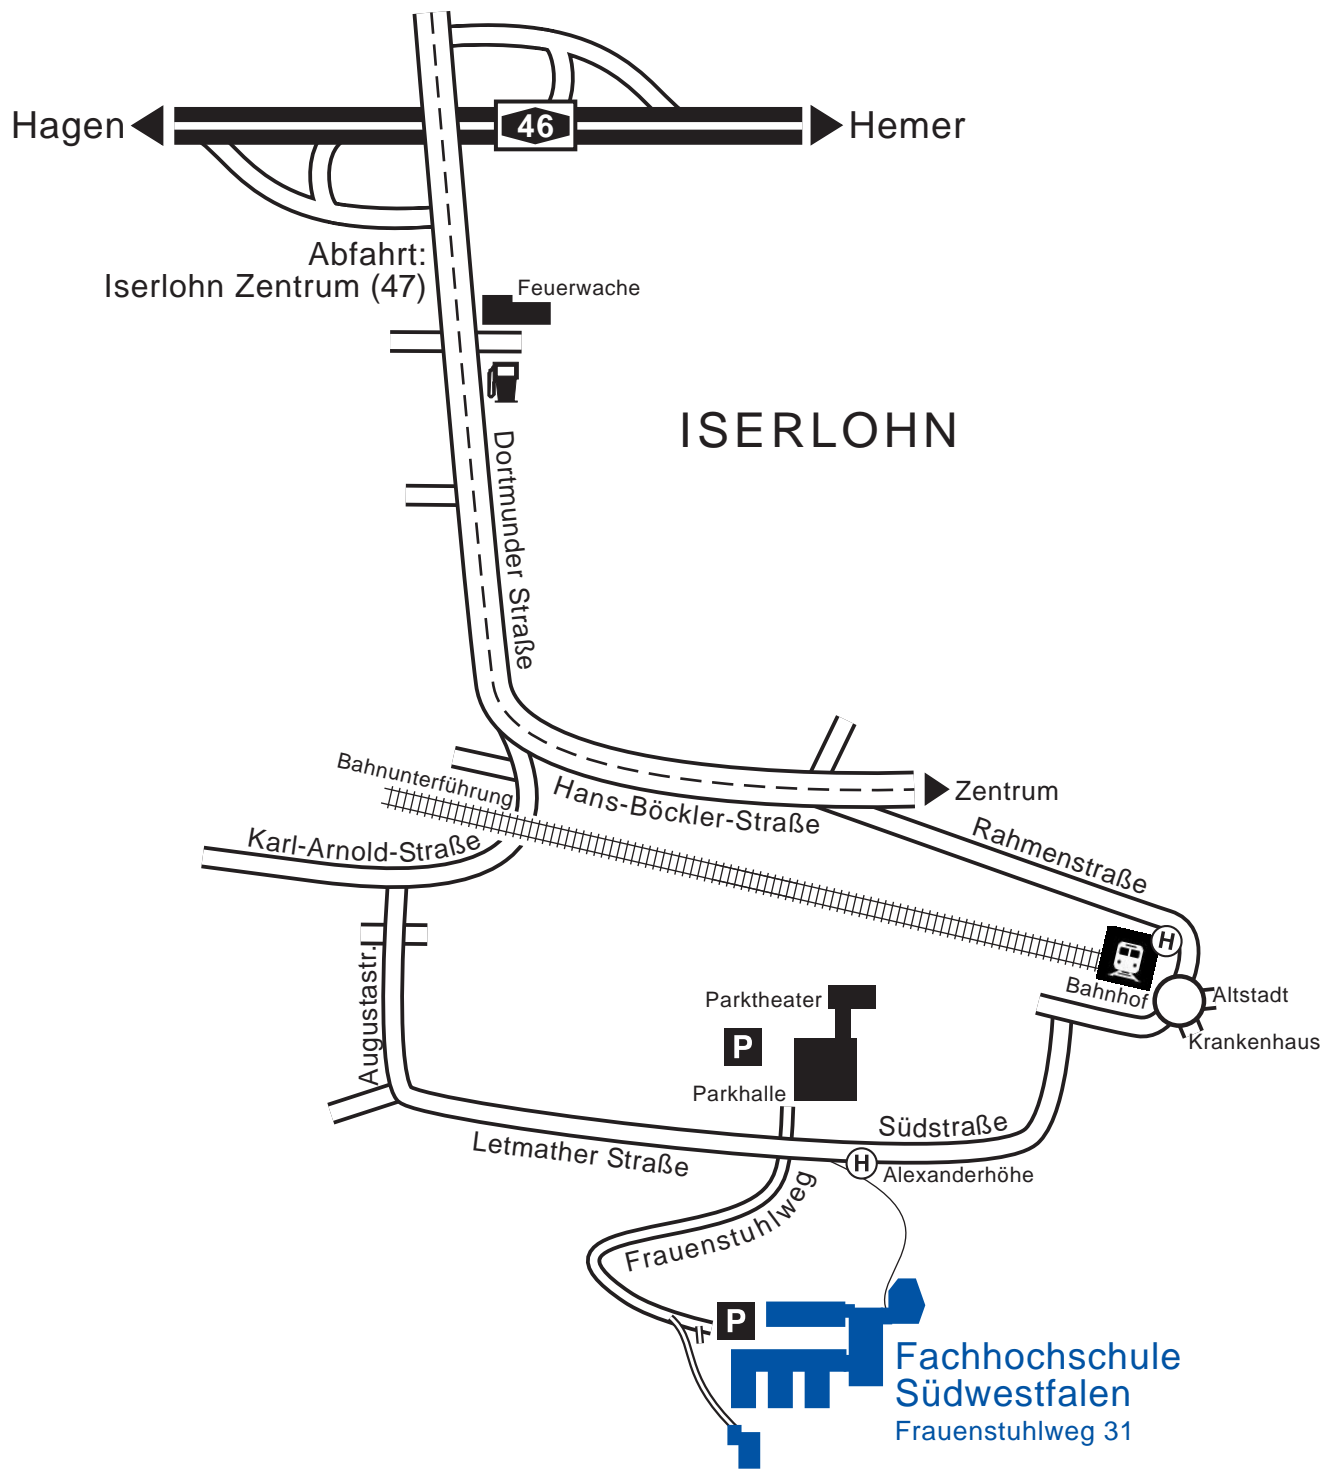 46
Hagen
Hemer
Abfahrt:
Iserlohn Zentrum (47)
Feuerwache
ISERLOHN
Dortmunder Straße
Bahnunterführung
Hans-Böckler-Straße
Zentrum
Karl-Arnold-Straße
Rahmenstraße
H
Augustastr.
Bahnhof
Altstadt
Parktheater
P
Krankenhaus
Parkhalle
Südstraße
Letmather Straße
H
Alexanderhöhe
Frauenstuhlweg
P
Fachhochschule
Südwestfalen
Frauenstuhlweg 31